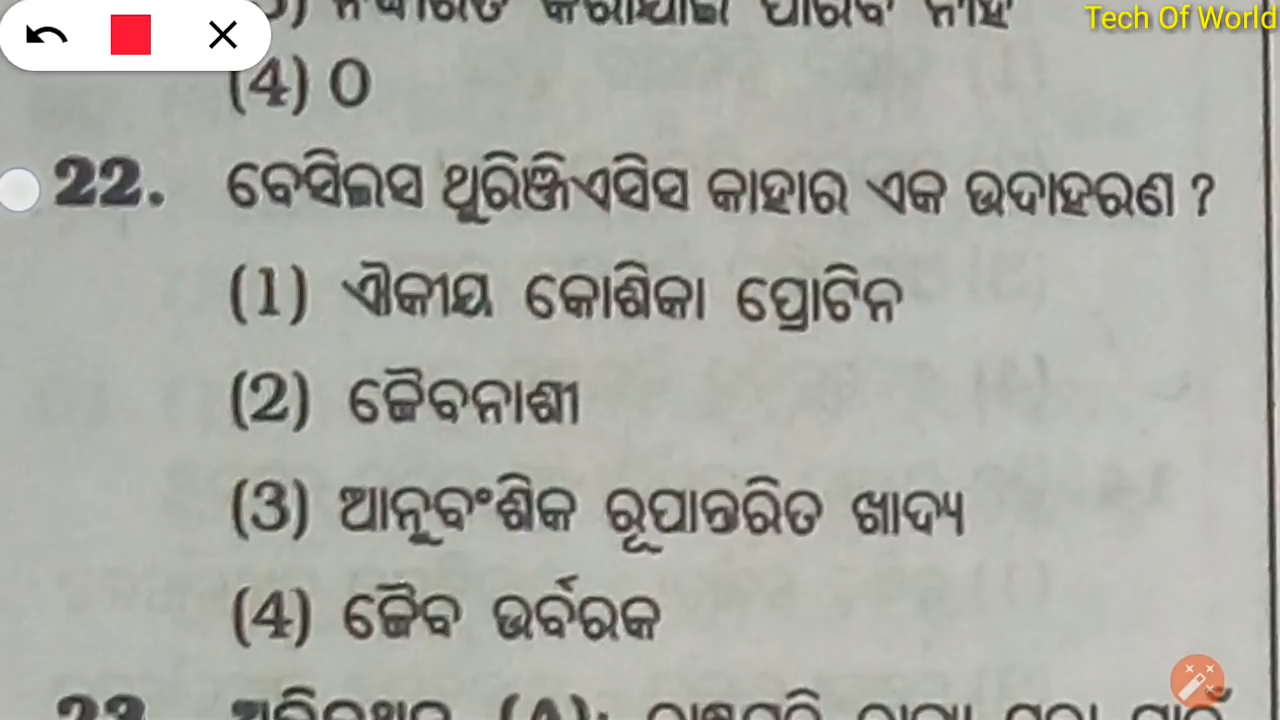 Tech Of World
(4) 0
22. ବେସିଲସ ଥୁରିଞ୍ଜିଏସିସ କାହାର ଏକ ଉଦାହରଣ ?
(1) ଐକୀୟ କୋଶିକା ପ୍ରୋଟିନ
(2) ଜୈବନାଶୀ
(3) ଆନୁବଂଶିକ ରୂପାନ୍ତରିତ ଖାଦ୍ୟ
(4) ଜୈବ ଉର୍ବରକ